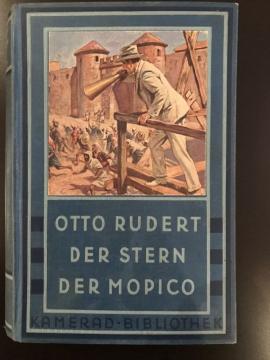 OTTO RUDERT
DER STERN
DER MOPICO
KAMERAD-BIBLIOTHEK